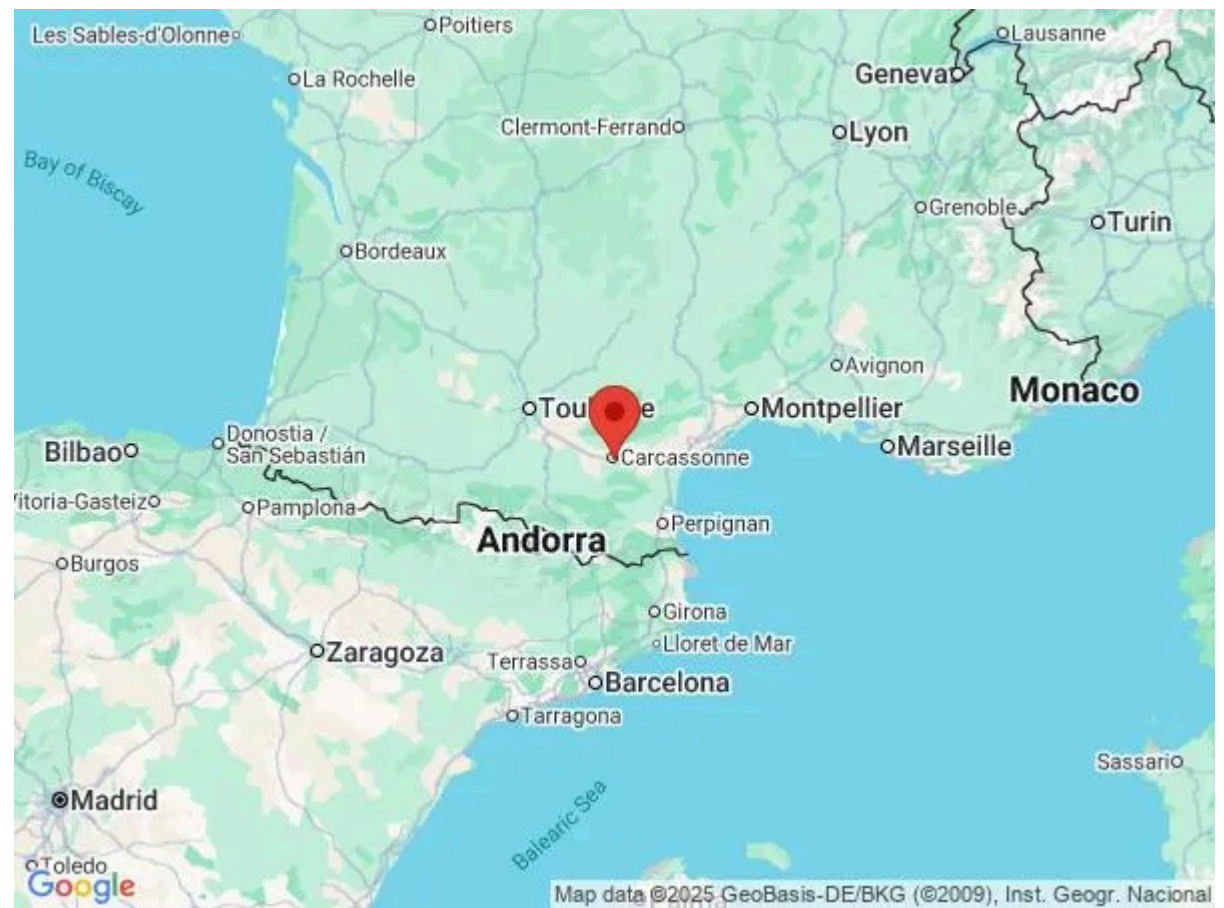 Les Sables-d'Olonne
Poitiers
Lausanne
La Rochelle
Geneva
Clermont-Ferrand
Lyon
Bay of Biscay
Grenoble
Turin
Bordeaux
Avignon
Monaco
Montpellier
Donostia /
San Sebastián
Bilbao
Marseille
Carcassonne
Vitoria-Gasteiz
Pamplona
Perpignan
Andorra
Burgos
Girona
Lloret de Mar
Zaragoza
Terrassa
Barcelona
Tarragona
Sassari
Madrid
Balearic Sea
Toledo
Google
Map data ©2025 GeoBasis-DE/BKG (©2009), Inst. Geogr. Nacional